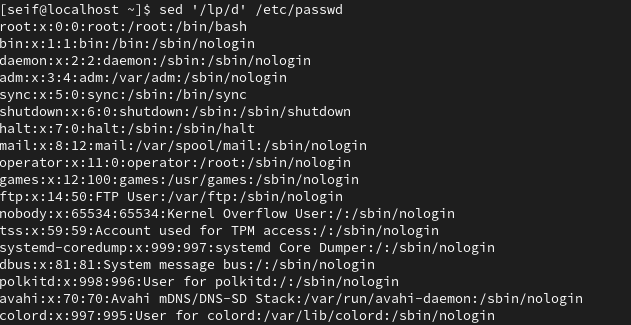 [seif@localhost ~]$ sed '/lp/d' /etc/passwd
root:x:0:0:root:/root:/bin/bash
bin:x:1:1:bin:/bin:/sbin/nologin
daemon:x:2:2:daemon:/sbin:/sbin/nologin
adm:x:3:4:adm:/var/adm:/sbin/nologin
sync:x:5:0:sync:/sbin:/bin/sync
shutdown:x:6:0:shutdown:/sbin:/sbin/shutdown
halt:x:7:0:halt:/sbin:/sbin/halt
mail:x:8:12:mail:/var/spool/mail:/sbin/nologin
operator:x:11:0:operator:/root:/sbin/nologin
games:x:12:100:games:/usr/games:/sbin/nologin
ftp:x:14:50:FTP User:/var/ftp:/sbin/nologin
nobody:x:65534:65534:Kernel Overflow User:/:/sbin/nologin
tss:x:59:59:Account used for TPM access:/:/sbin/nologin
systemd-coredump:x:999:997:systemd Core Dumper:/:/sbin/nologin
dbus:x:81:81:System message bus:/:/sbin/nologin
polkitd:x:998:996:User for polkitd:/:/sbin/nologin
avahi:x:70:70:Avahi mDNS/DNS-SD Stack:/var/run/avahi-daemon:/sbin/nologin
colord:x:997:995:User for colord:/var/lib/colord:/sbin/nologin